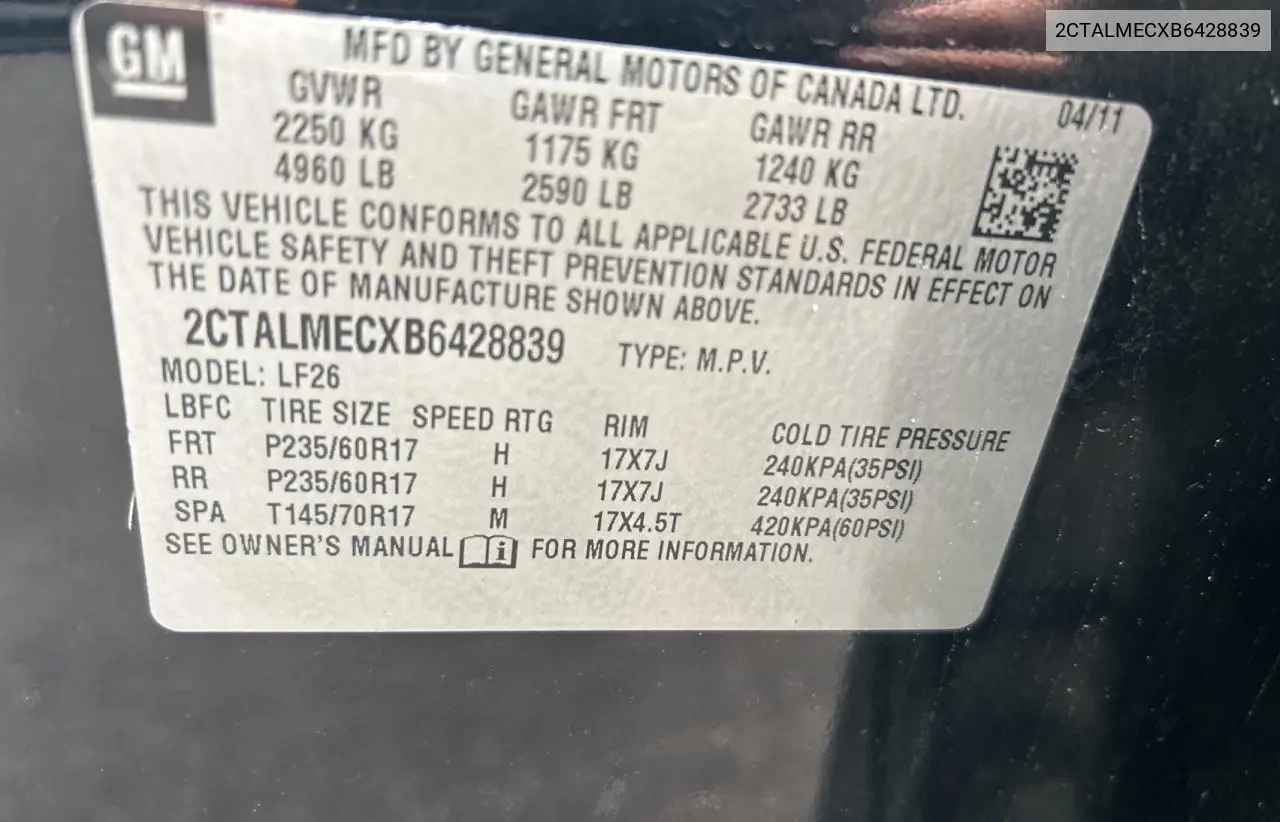 2CTALMECXB6428839
GM
MFD BY GENERAL MOTORS OF CANADA LTD.
04/11
GVWR GAWR FRT GAWR RR
2250 KG 1175 KG 1240 KG
4960 LB 2590 LB 2733 LB
THIS VEHICLE CONFORMS TO ALL APPLICABLE U.S. FEDERAL MOTOR
VEHICLE SAFETY AND THEFT PREVENTION STANDARDS IN EFFECT ON
THE DATE OF MANUFACTURE SHOWN ABOVE.
2CTALMECXB6428839 TYPE: M.P.V.
MODEL: LF26
LBFC TIRE SIZE SPEED RTG RIM COLD TIRE PRESSURE
FRT P235/60R17 H 17X7J 240KPA(35PSI)
RR P235/60R17 H 17X7J 240KPA(35PSI)
SPA T145/70R17 M 17X4.5T 420KPA(60PSI)
SEE OWNER'S MANUAL i FOR MORE INFORMATION.